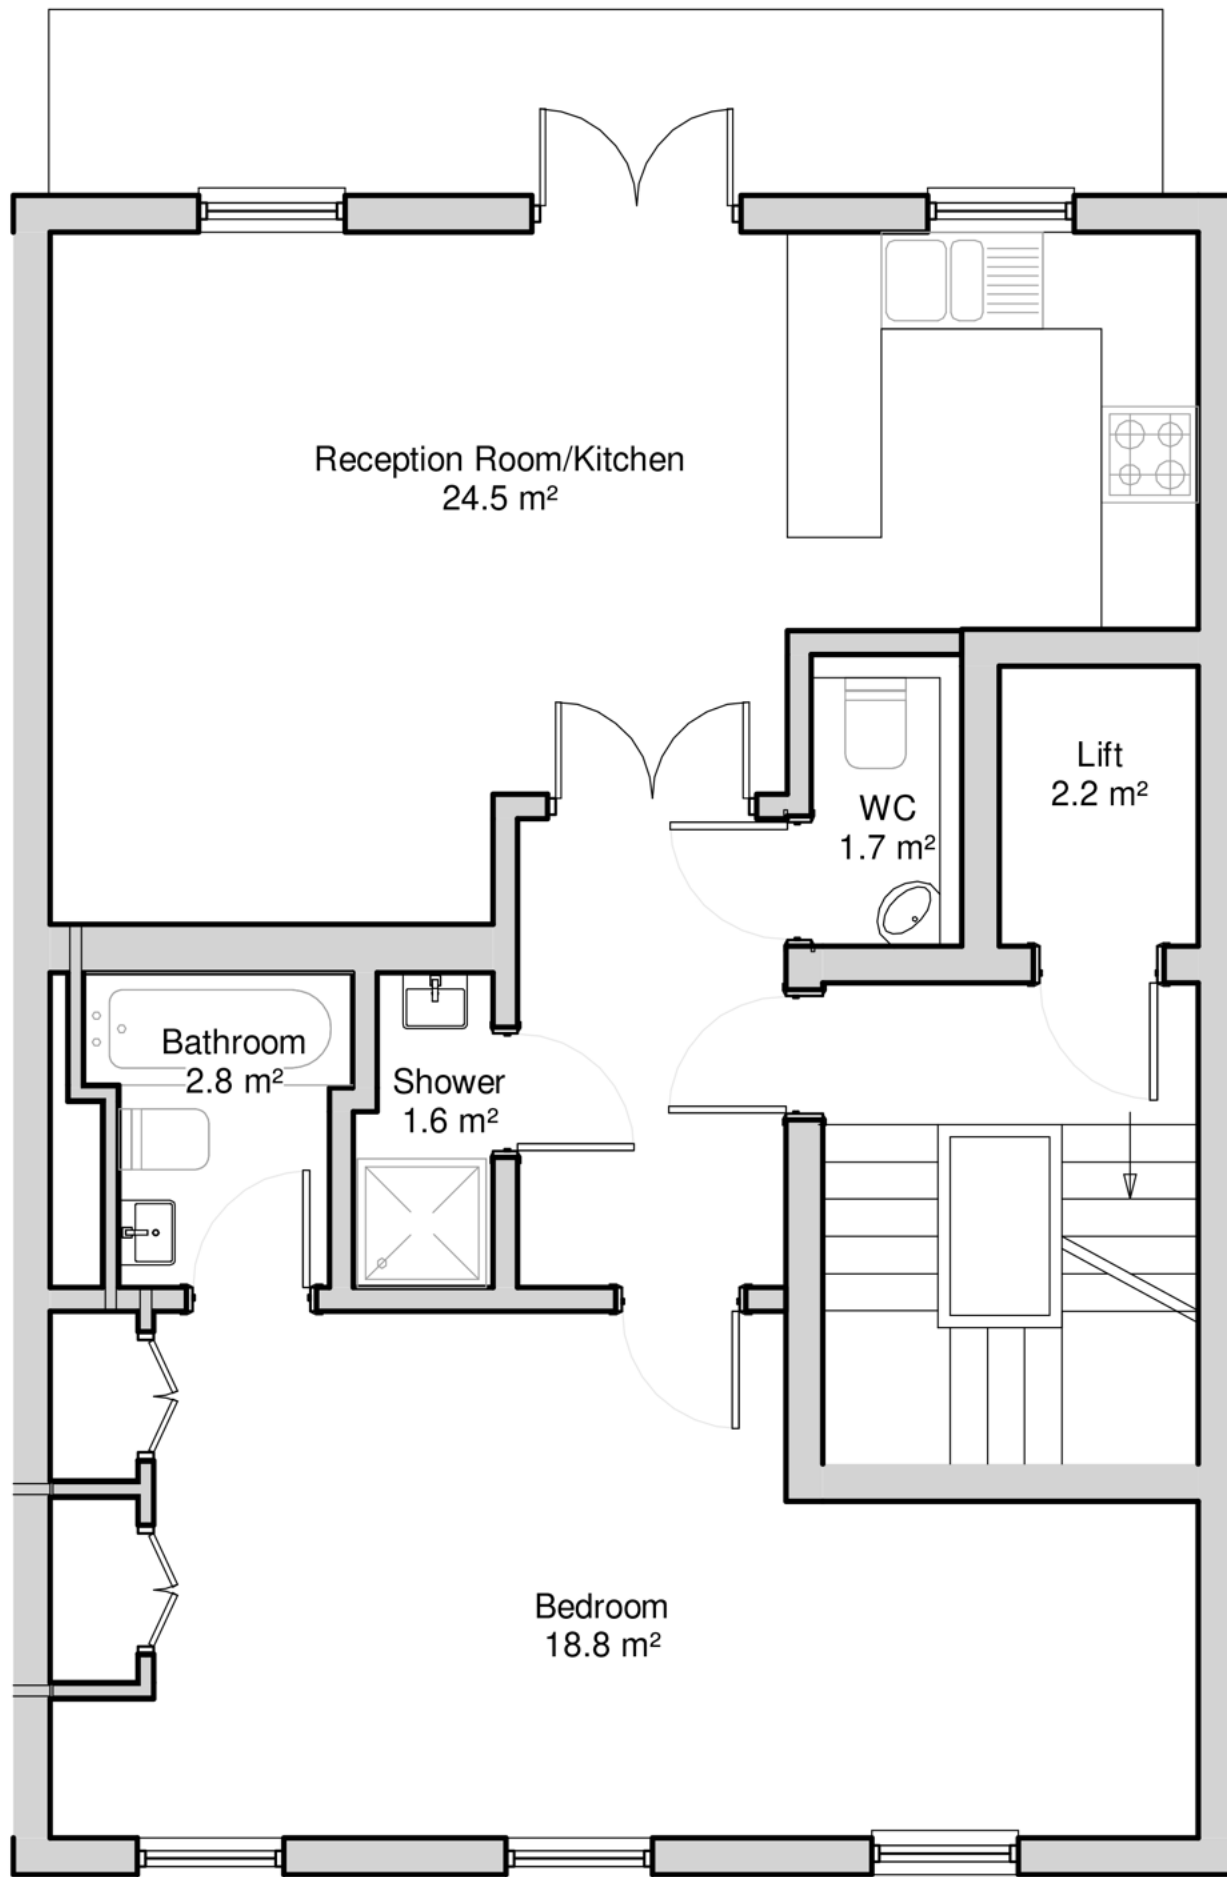 Reception Room/Kitchen
24.5 m²
Lift
2.2 m²
WC
1.7 m²
Bathroom
2.8 m²
Shower
1.6 m²
Bedroom
18.8 m²